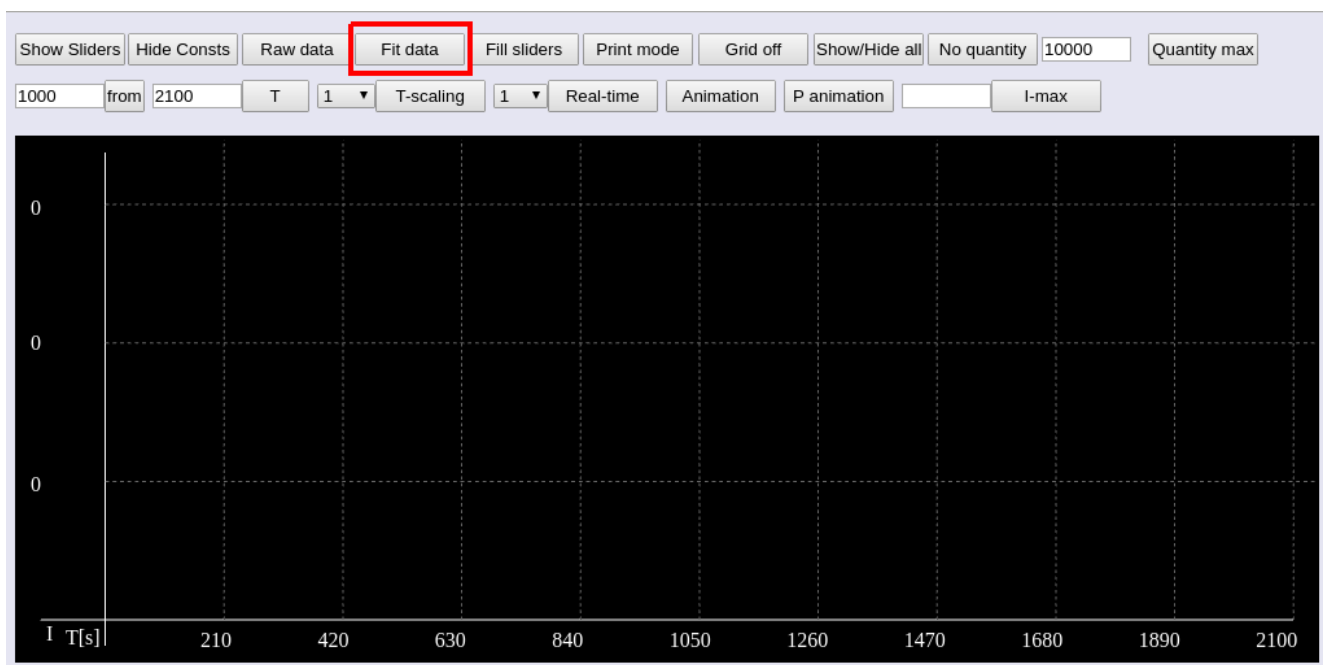 Show Sliders Hide Consts Raw data Fit data Fill sliders Print mode Grid off Show/Hide all No quantity 10000 Quantity max
1000 from 2100 T 1 T-scaling 1 Real-time Animation P animation I-max
0
0
0
I T[s] 210 420 630 840 1050 1260 1470 1680 1890 2100